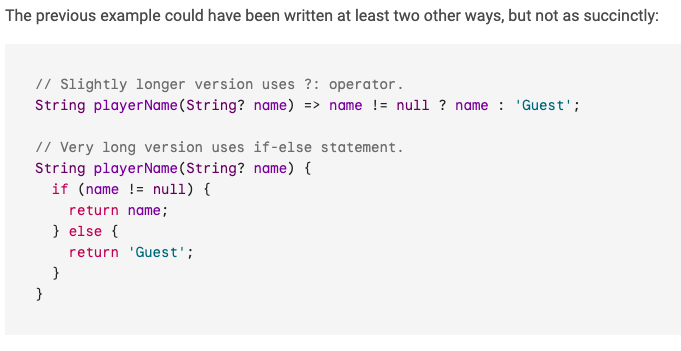 The previous example could have been written at least two other ways, but not as succinctly:
// Slightly longer version uses ?: operator.
String playerName(String? name) => name != null ? name : 'Guest';
// Very long version uses if-else statement.
String playerName(String? name) {
  if (name != null) {
    return name;
  } else {
    return 'Guest';
  }
}